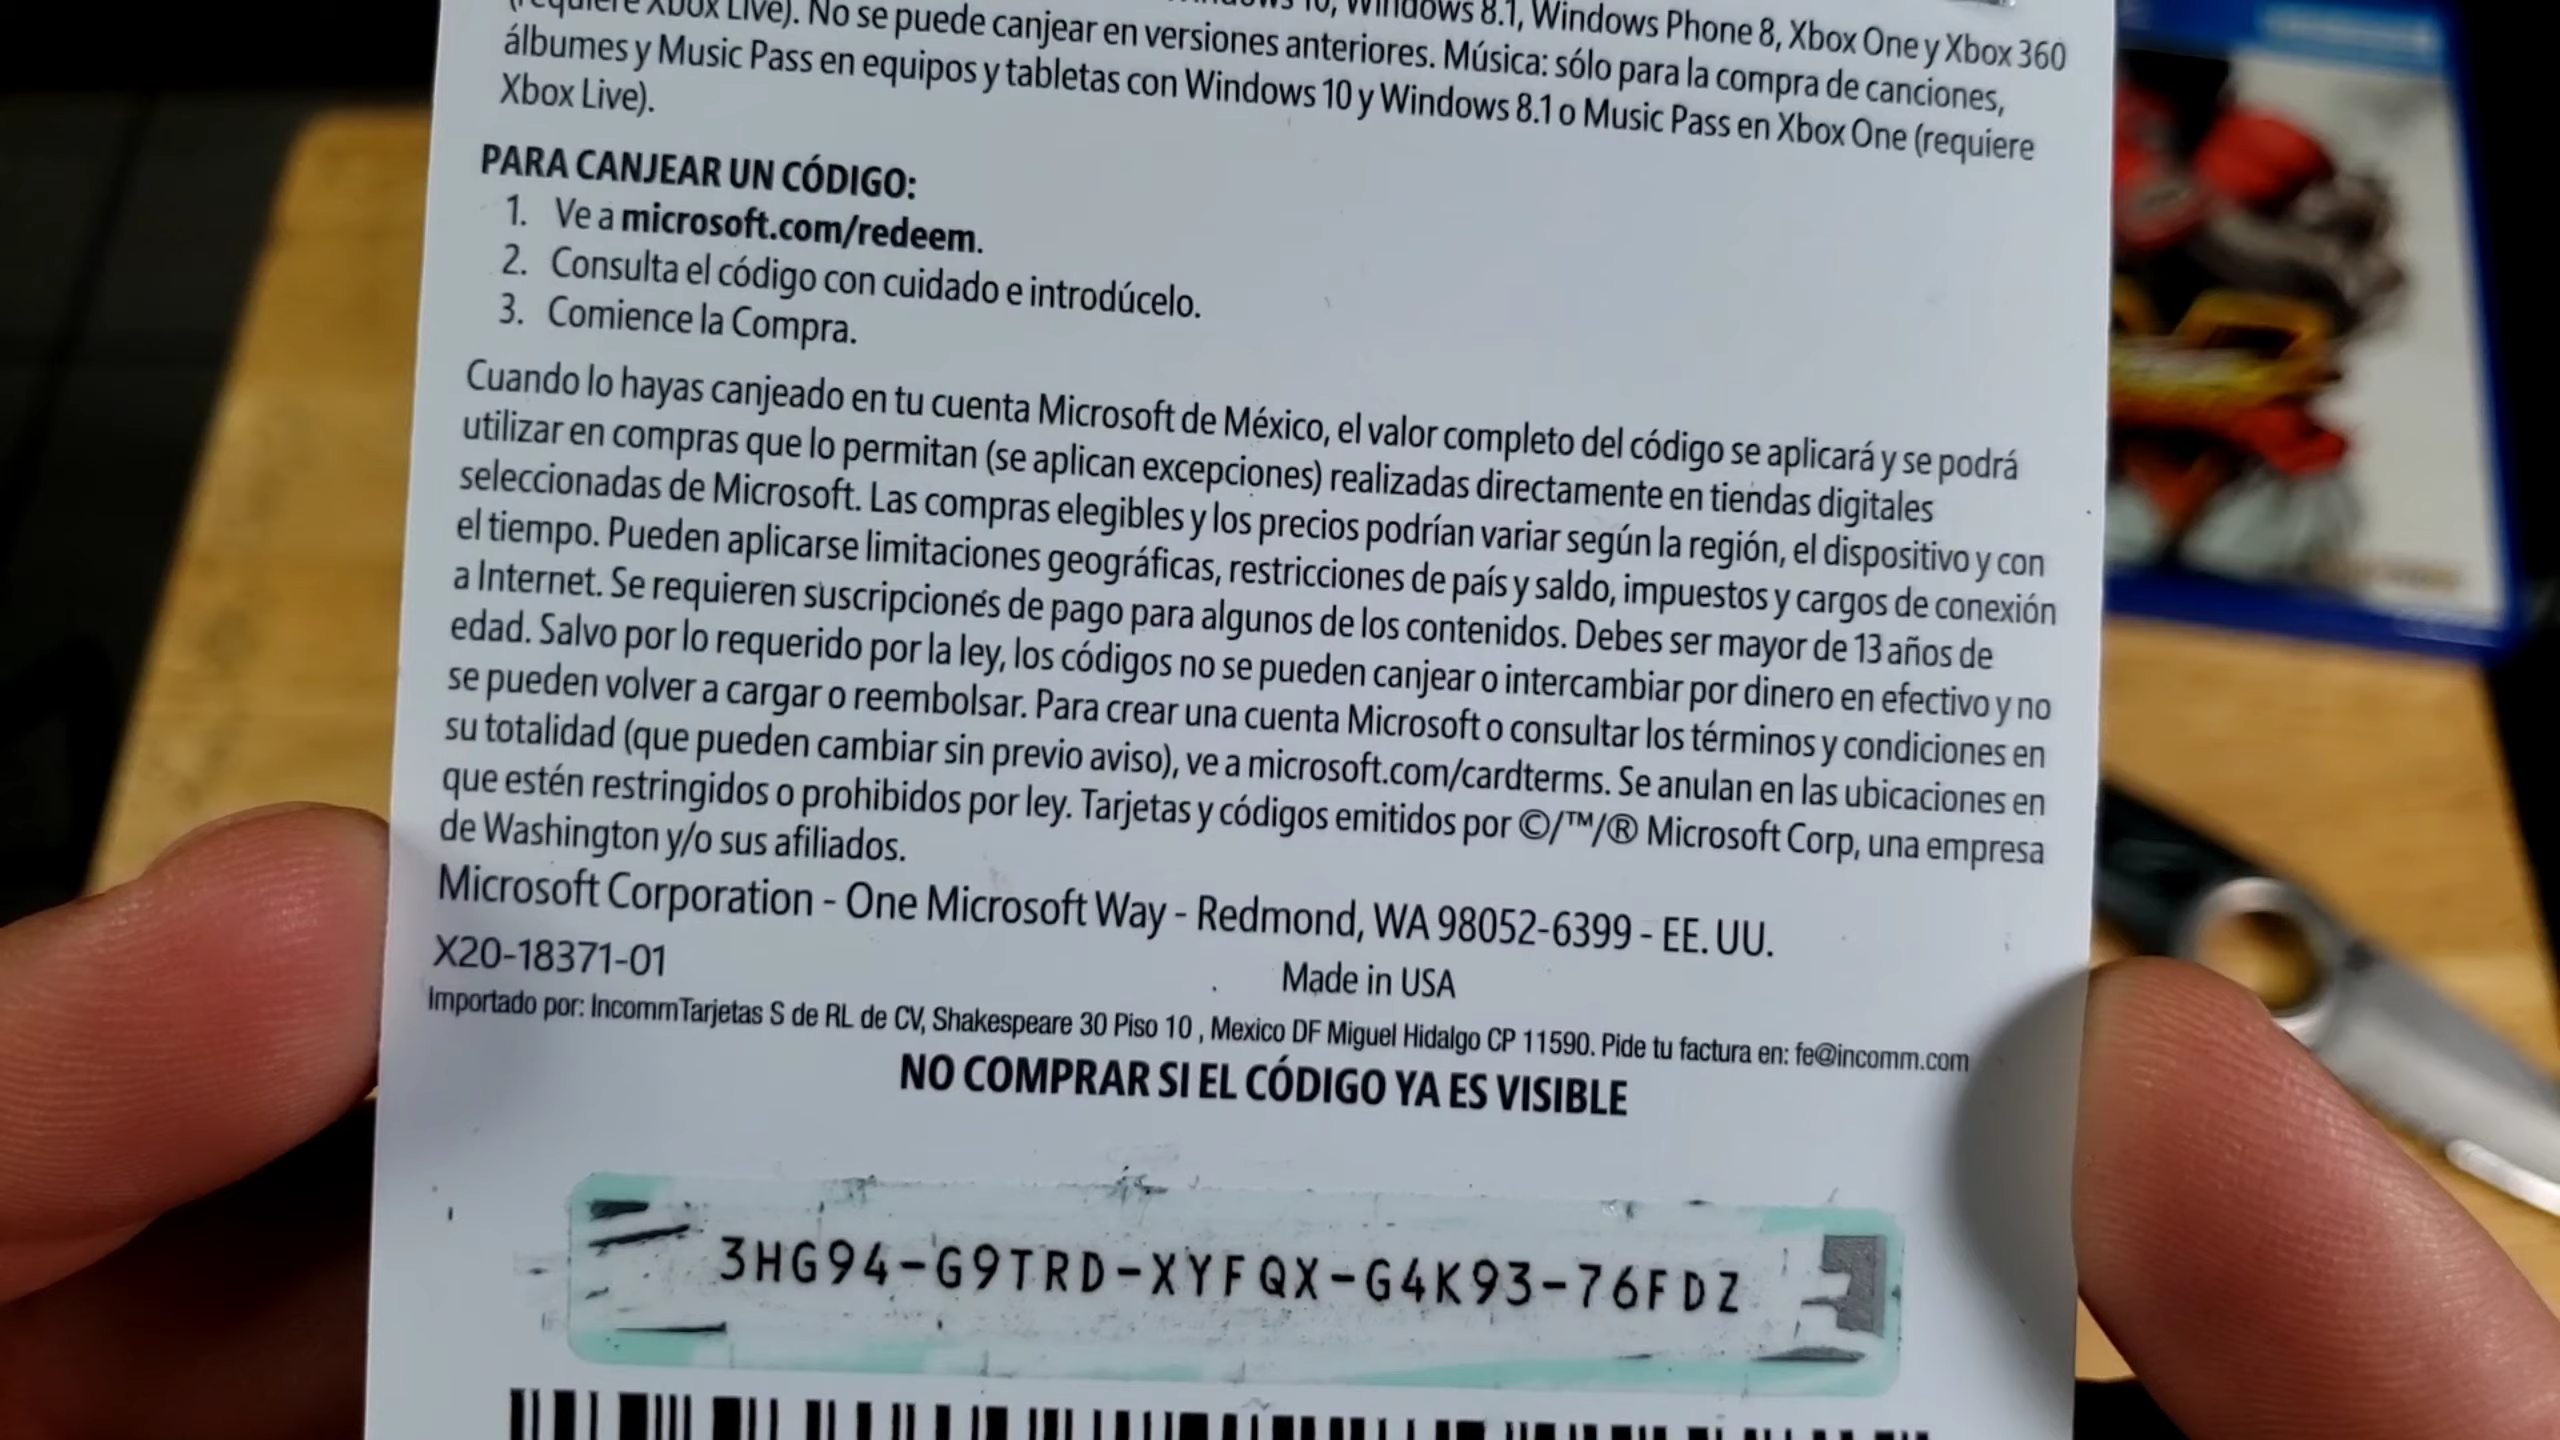 (requiere Xbox Live). No se puede canjear en versiones anteriores. Música: sólo para la compra de canciones,
10, Windows 8.1, Windows Phone 8, Xbox One y Xbox 360
álbumes y Music Pass en equipos y tabletas con Windows 10 y Windows 8.1 o Music Pass en Xbox One (requiere
Xbox Live).
PARA CANJEAR UN CÓDIGO:
1. Ve a microsoft.com/redeem.
2. Consulta el código con cuidado e introdúcelo.
3. Comience la Compra.
Cuando lo hayas canjeado en tu cuenta Microsoft de México, el valor completo del código se aplicará y se podrá
utilizar en compras que lo permitan (se aplican excepciones) realizadas directamente en tiendas digitales
seleccionadas de Microsoft. Las compras elegibles y los precios podrían variar según la región, el dispositivo y con
el tiempo. Pueden aplicarse limitaciones geográficas, restricciones de país y saldo, impuestos y cargos de conexión
a Internet. Se requieren suscripciones de pago para algunos de los contenidos. Debes ser mayor de 13 años de
edad. Salvo por lo requerido por la ley, los códigos no se pueden canjear o intercambiar por dinero en efectivo y no
se pueden volver a cargar o reembolsar. Para crear una cuenta Microsoft o consultar los términos y condiciones en
su totalidad (que pueden cambiar sin previo aviso), ve a microsoft.com/cardterms. Se anulan en las ubicaciones en
que estén restringidos o prohibidos por ley. Tarjetas y códigos emitidos por ©/™/® Microsoft Corp, una empresa
de Washington y/o sus afiliados.
Microsoft Corporation - One Microsoft Way - Redmond, WA 98052-6399 - EE. UU.
X20-18371-01
Made in USA
Importado por: IncommTarjetas S de RL de CV, Shakespeare 30 Piso 10 , Mexico DF Miguel Hidalgo CP 11590. Pide tu factura en: fe@incomm.com
NO COMPRAR SI EL CÓDIGO YA ES VISIBLE
3HG94-G9TRD-XYFQX-G4K93-76FDZ